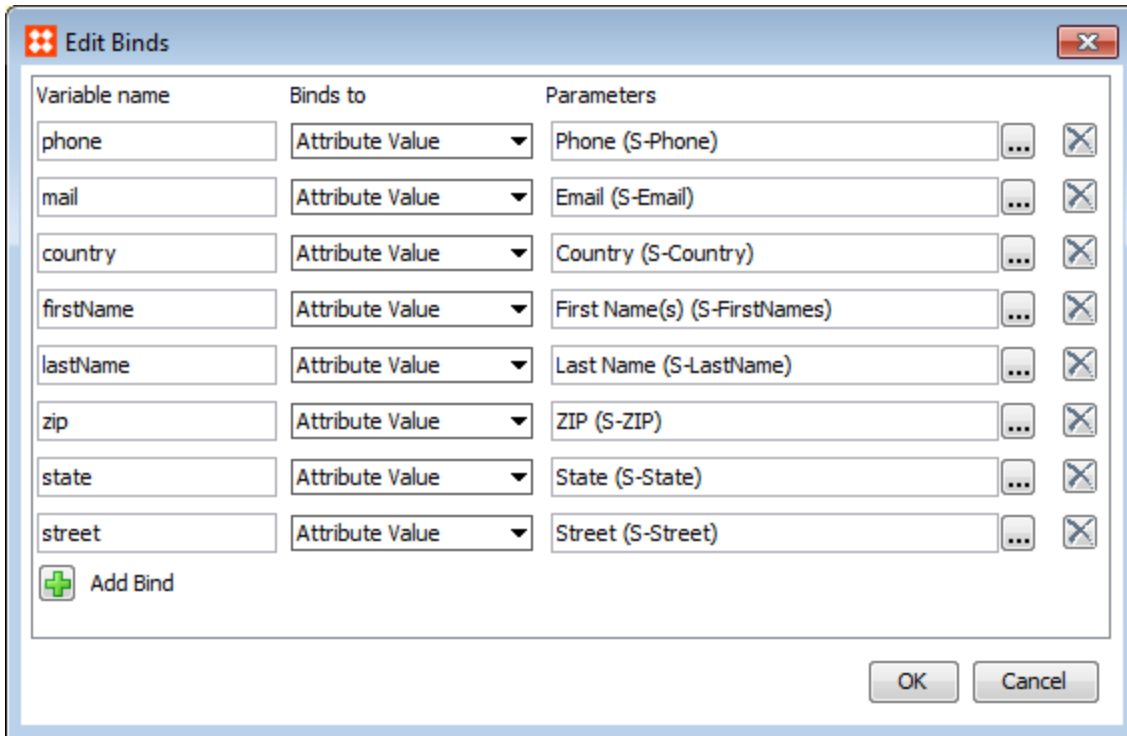 Edit Binds
Variable name Binds to Parameters
phone Attribute Value Phone (S-Phone) ...
mail Attribute Value Email (S-Email) ...
country Attribute Value Country (S-Country) ...
firstName Attribute Value First Name(s) (S-FirstNames) ...
lastName Attribute Value Last Name (S-LastName) ...
zip Attribute Value ZIP (S-ZIP) ...
state Attribute Value State (S-State) ...
street Attribute Value Street (S-Street) ...
Add Bind
OK Cancel